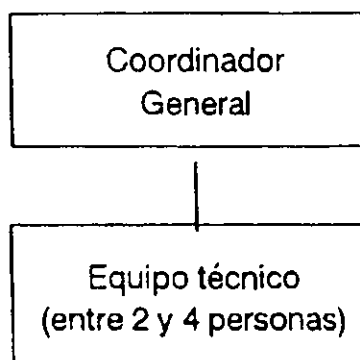 Coordinador
General
Equipo técnico
(entre 2 y 4 personas)